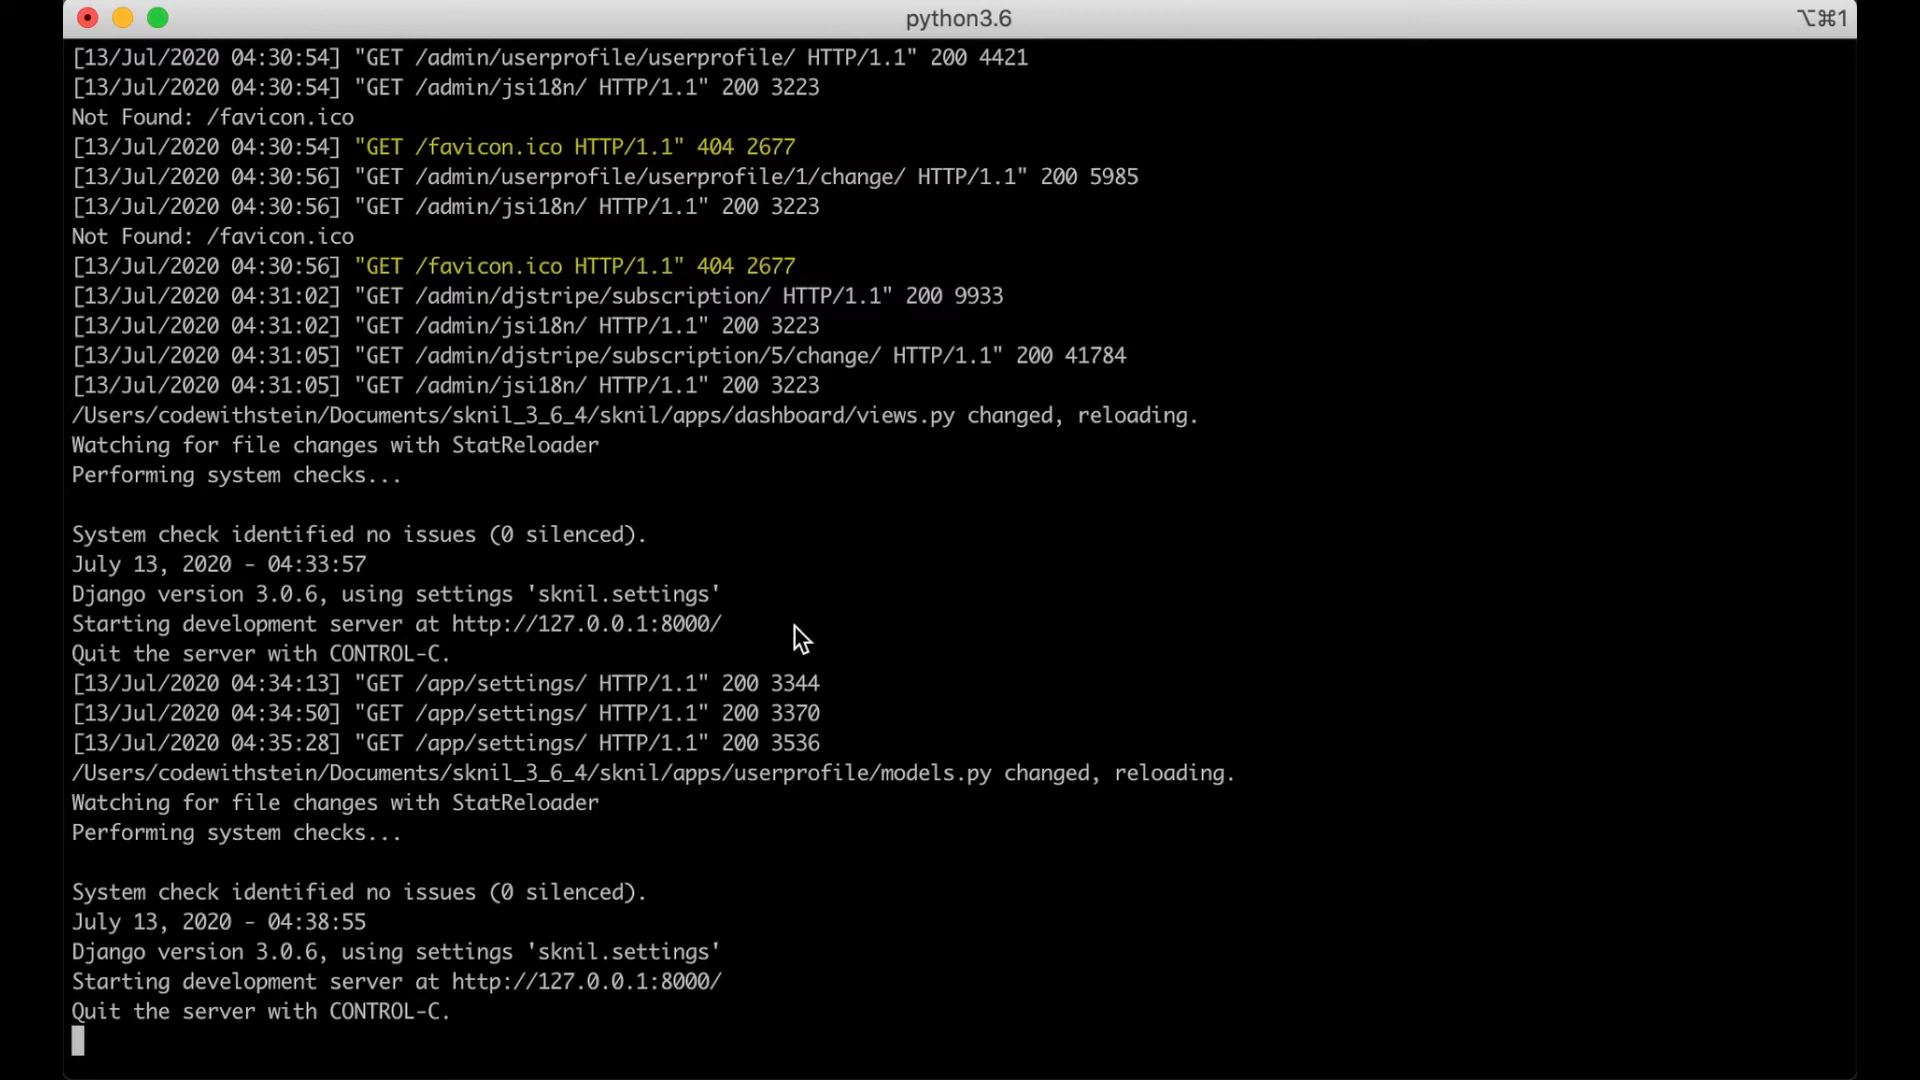 python3.6
⌥⌘1
[13/Jul/2020 04:30:54] "GET /admin/userprofile/userprofile/ HTTP/1.1" 200 4421
[13/Jul/2020 04:30:54] "GET /admin/jsi18n/ HTTP/1.1" 200 3223
Not Found: /favicon.ico
[13/Jul/2020 04:30:54] "GET /favicon.ico HTTP/1.1" 404 2677
[13/Jul/2020 04:30:56] "GET /admin/userprofile/userprofile/1/change/ HTTP/1.1" 200 5985
[13/Jul/2020 04:30:56] "GET /admin/jsi18n/ HTTP/1.1" 200 3223
Not Found: /favicon.ico
[13/Jul/2020 04:30:56] "GET /favicon.ico HTTP/1.1" 404 2677
[13/Jul/2020 04:31:02] "GET /admin/djstripe/subscription/ HTTP/1.1" 200 9933
[13/Jul/2020 04:31:02] "GET /admin/jsi18n/ HTTP/1.1" 200 3223
[13/Jul/2020 04:31:05] "GET /admin/djstripe/subscription/5/change/ HTTP/1.1" 200 41784
[13/Jul/2020 04:31:05] "GET /admin/jsi18n/ HTTP/1.1" 200 3223
/Users/codewithstein/Documents/sknil_3_6_4/sknil/apps/dashboard/views.py changed, reloading.
Watching for file changes with StatReloader
Performing system checks...
System check identified no issues (0 silenced).
July 13, 2020 - 04:33:57
Django version 3.0.6, using settings 'sknil.settings'
Starting development server at http://127.0.0.1:8000/
Quit the server with CONTROL-C.
[13/Jul/2020 04:34:13] "GET /app/settings/ HTTP/1.1" 200 3344
[13/Jul/2020 04:34:50] "GET /app/settings/ HTTP/1.1" 200 3370
[13/Jul/2020 04:35:28] "GET /app/settings/ HTTP/1.1" 200 3536
/Users/codewithstein/Documents/sknil_3_6_4/sknil/apps/userprofile/models.py changed, reloading.
Watching for file changes with StatReloader
Performing system checks...
System check identified no issues (0 silenced).
July 13, 2020 - 04:38:55
Django version 3.0.6, using settings 'sknil.settings'
Starting development server at http://127.0.0.1:8000/
Quit the server with CONTROL-C.